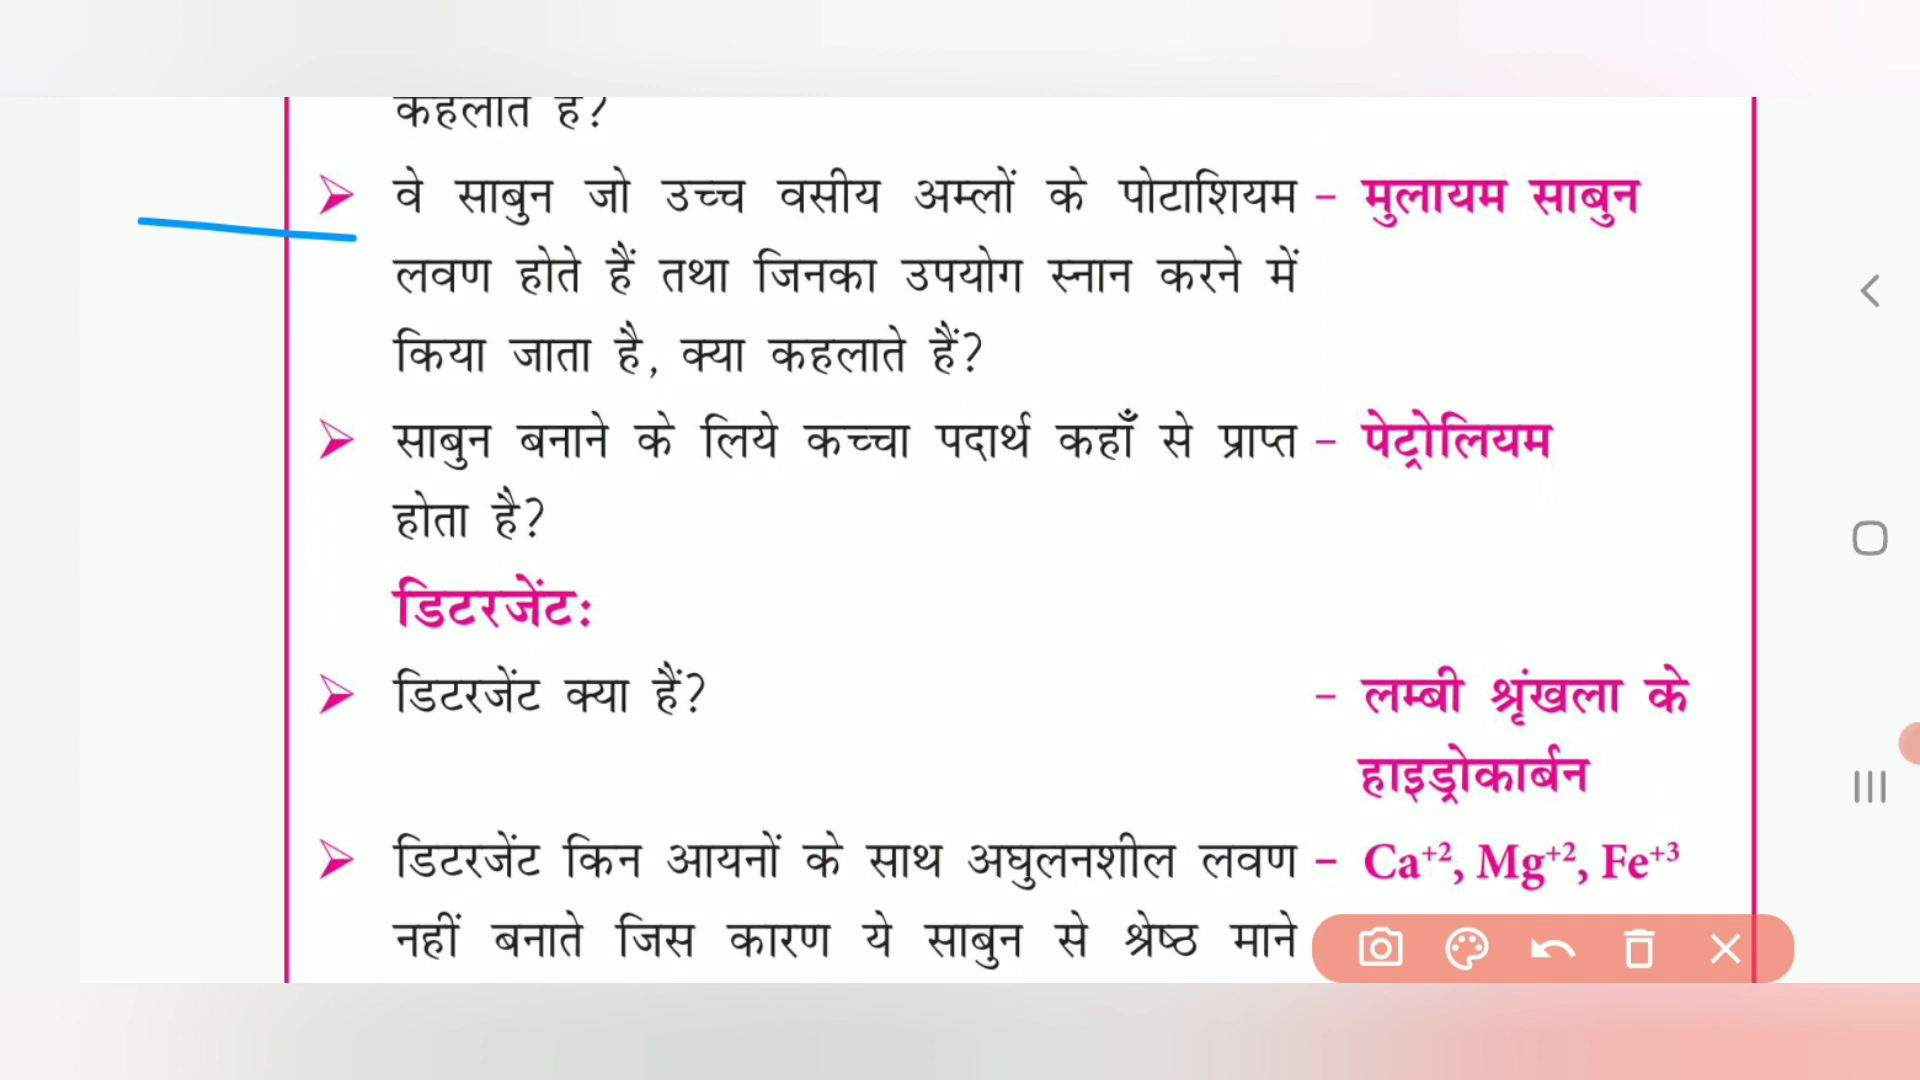 कहलाते हैं?
➤ वे साबुन जो उच्च वसीय अम्लों के पोटाशियम – मुलायम साबुन
लवण होते हैं तथा जिनका उपयोग स्नान करने में
किया जाता है, क्या कहलाते हैं?
➤ साबुन बनाने के लिये कच्चा पदार्थ कहाँ से प्राप्त – पेट्रोलियम
होता है?
डिटरजेंट:
➤ डिटरजेंट क्या हैं? – लम्बी श्रृंखला के
हाइड्रोकार्बन
➤ डिटरजेंट किन आयनों के साथ अघुलनशील लवण – Ca⁺², Mg⁺², Fe⁺³
नहीं बनाते जिस कारण ये साबुन से श्रेष्ठ माने